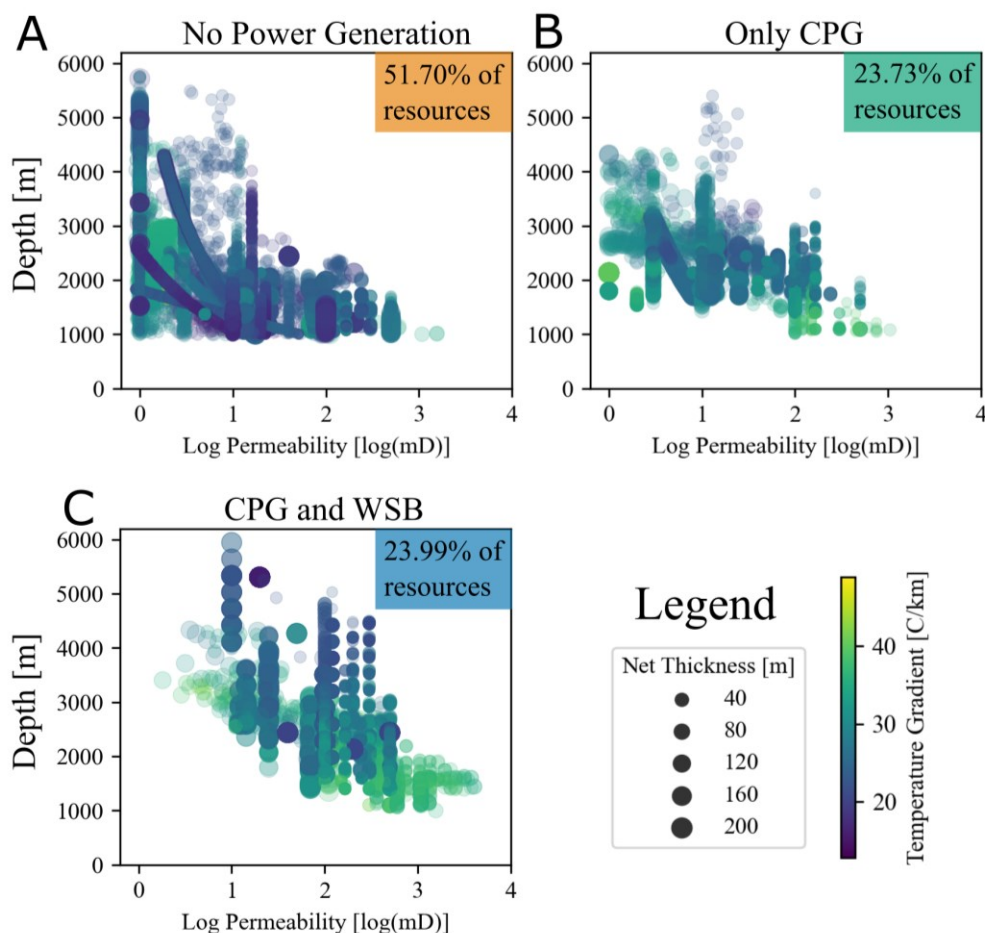 A
No Power Generation
51.70% of
resources
6000
5000
4000
3000
2000
1000
0
Depth [m]
0 1 2 3 4
Log Permeability [log(mD)]
B
Only CPG
23.73% of
resources
6000
5000
4000
3000
2000
1000
0
0 1 2 3 4
Log Permeability [log(mD)]
C
CPG and WSB
23.99% of
resources
6000
5000
4000
3000
2000
1000
0
Depth [m]
0 1 2 3 4
Log Permeability [log(mD)]
Legend
Net Thickness [m]
40
80
120
160
200
40
30
20
Temperature Gradient [C/km]